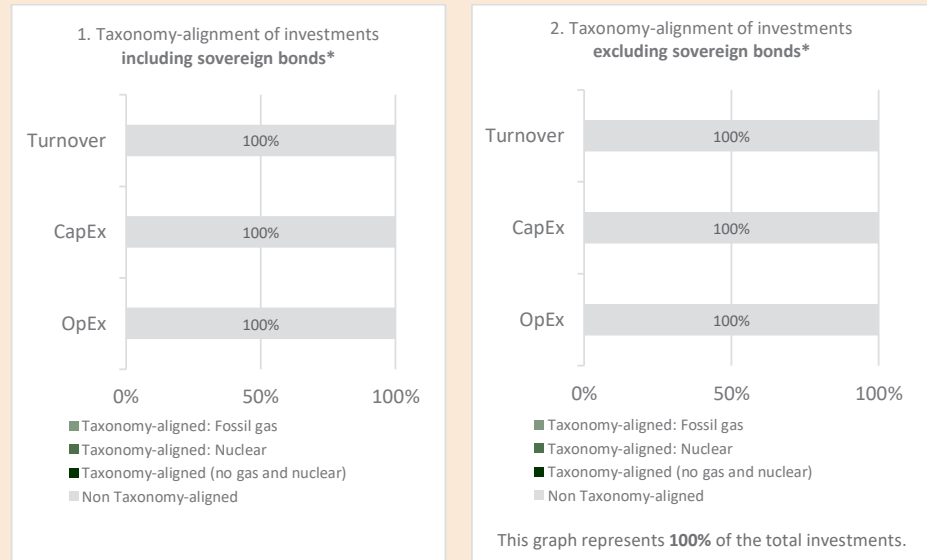 1. Taxonomy-alignment of investments
including sovereign bonds*
Turnover
100%
CapEx
100%
OpEx
100%
0%
50%
100%
Taxonomy-aligned: Fossil gas
Taxonomy-aligned: Nuclear
Taxonomy-aligned (no gas and nuclear)
Non Taxonomy-aligned
2. Taxonomy-alignment of investments
excluding sovereign bonds*
Turnover
100%
CapEx
100%
OpEx
100%
0%
50%
100%
Taxonomy-aligned: Fossil gas
Taxonomy-aligned: Nuclear
Taxonomy-aligned (no gas and nuclear)
Non Taxonomy-aligned
This graph represents 100% of the total investments.